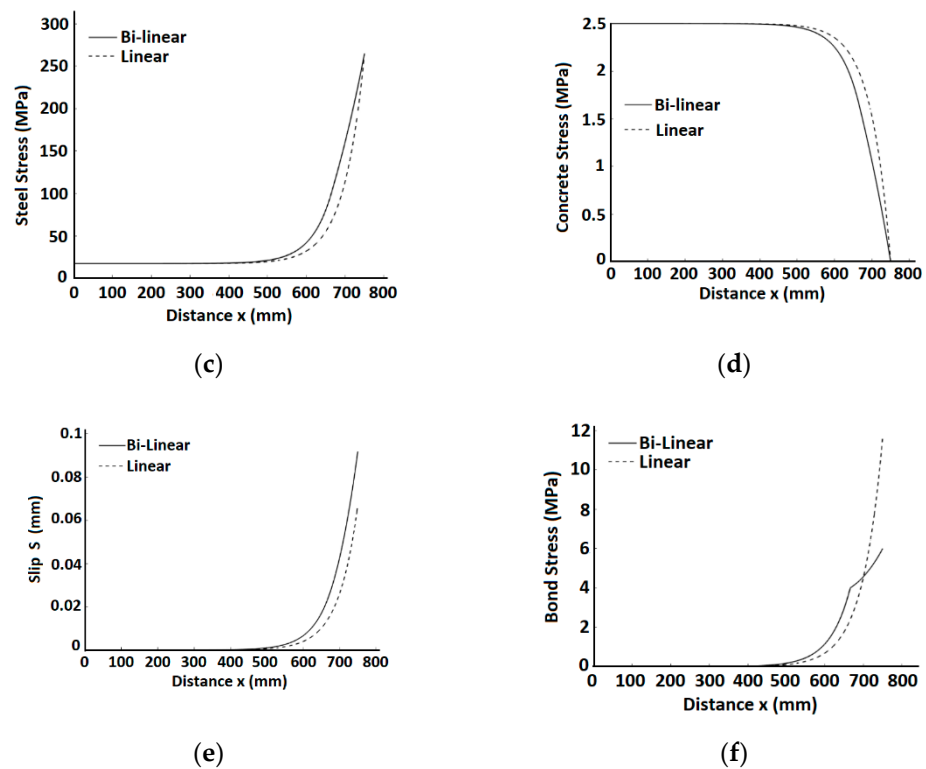 300
250
200
150
100
50
0
Steel Stress (MPa)
Bi-linear
Linear
0 100 200 300 400 500 600 700 800
Distance x (mm)
(c)
2.5
2
1.5
1
0.5
0
Concrete Stress (MPa)
Bi-linear
Linear
0 100 200 300 400 500 600 700 800
Distance x (mm)
(d)
0.1
0.08
0.06
0.04
0.02
0
Slip S (mm)
Bi-Linear
Linear
0 100 200 300 400 500 600 700 800
Distance x (mm)
(e)
12
10
8
6
4
2
0
Bond Stress (MPa)
Bi-Linear
Linear
0 100 200 300 400 500 600 700 800
Distance x (mm)
(f)